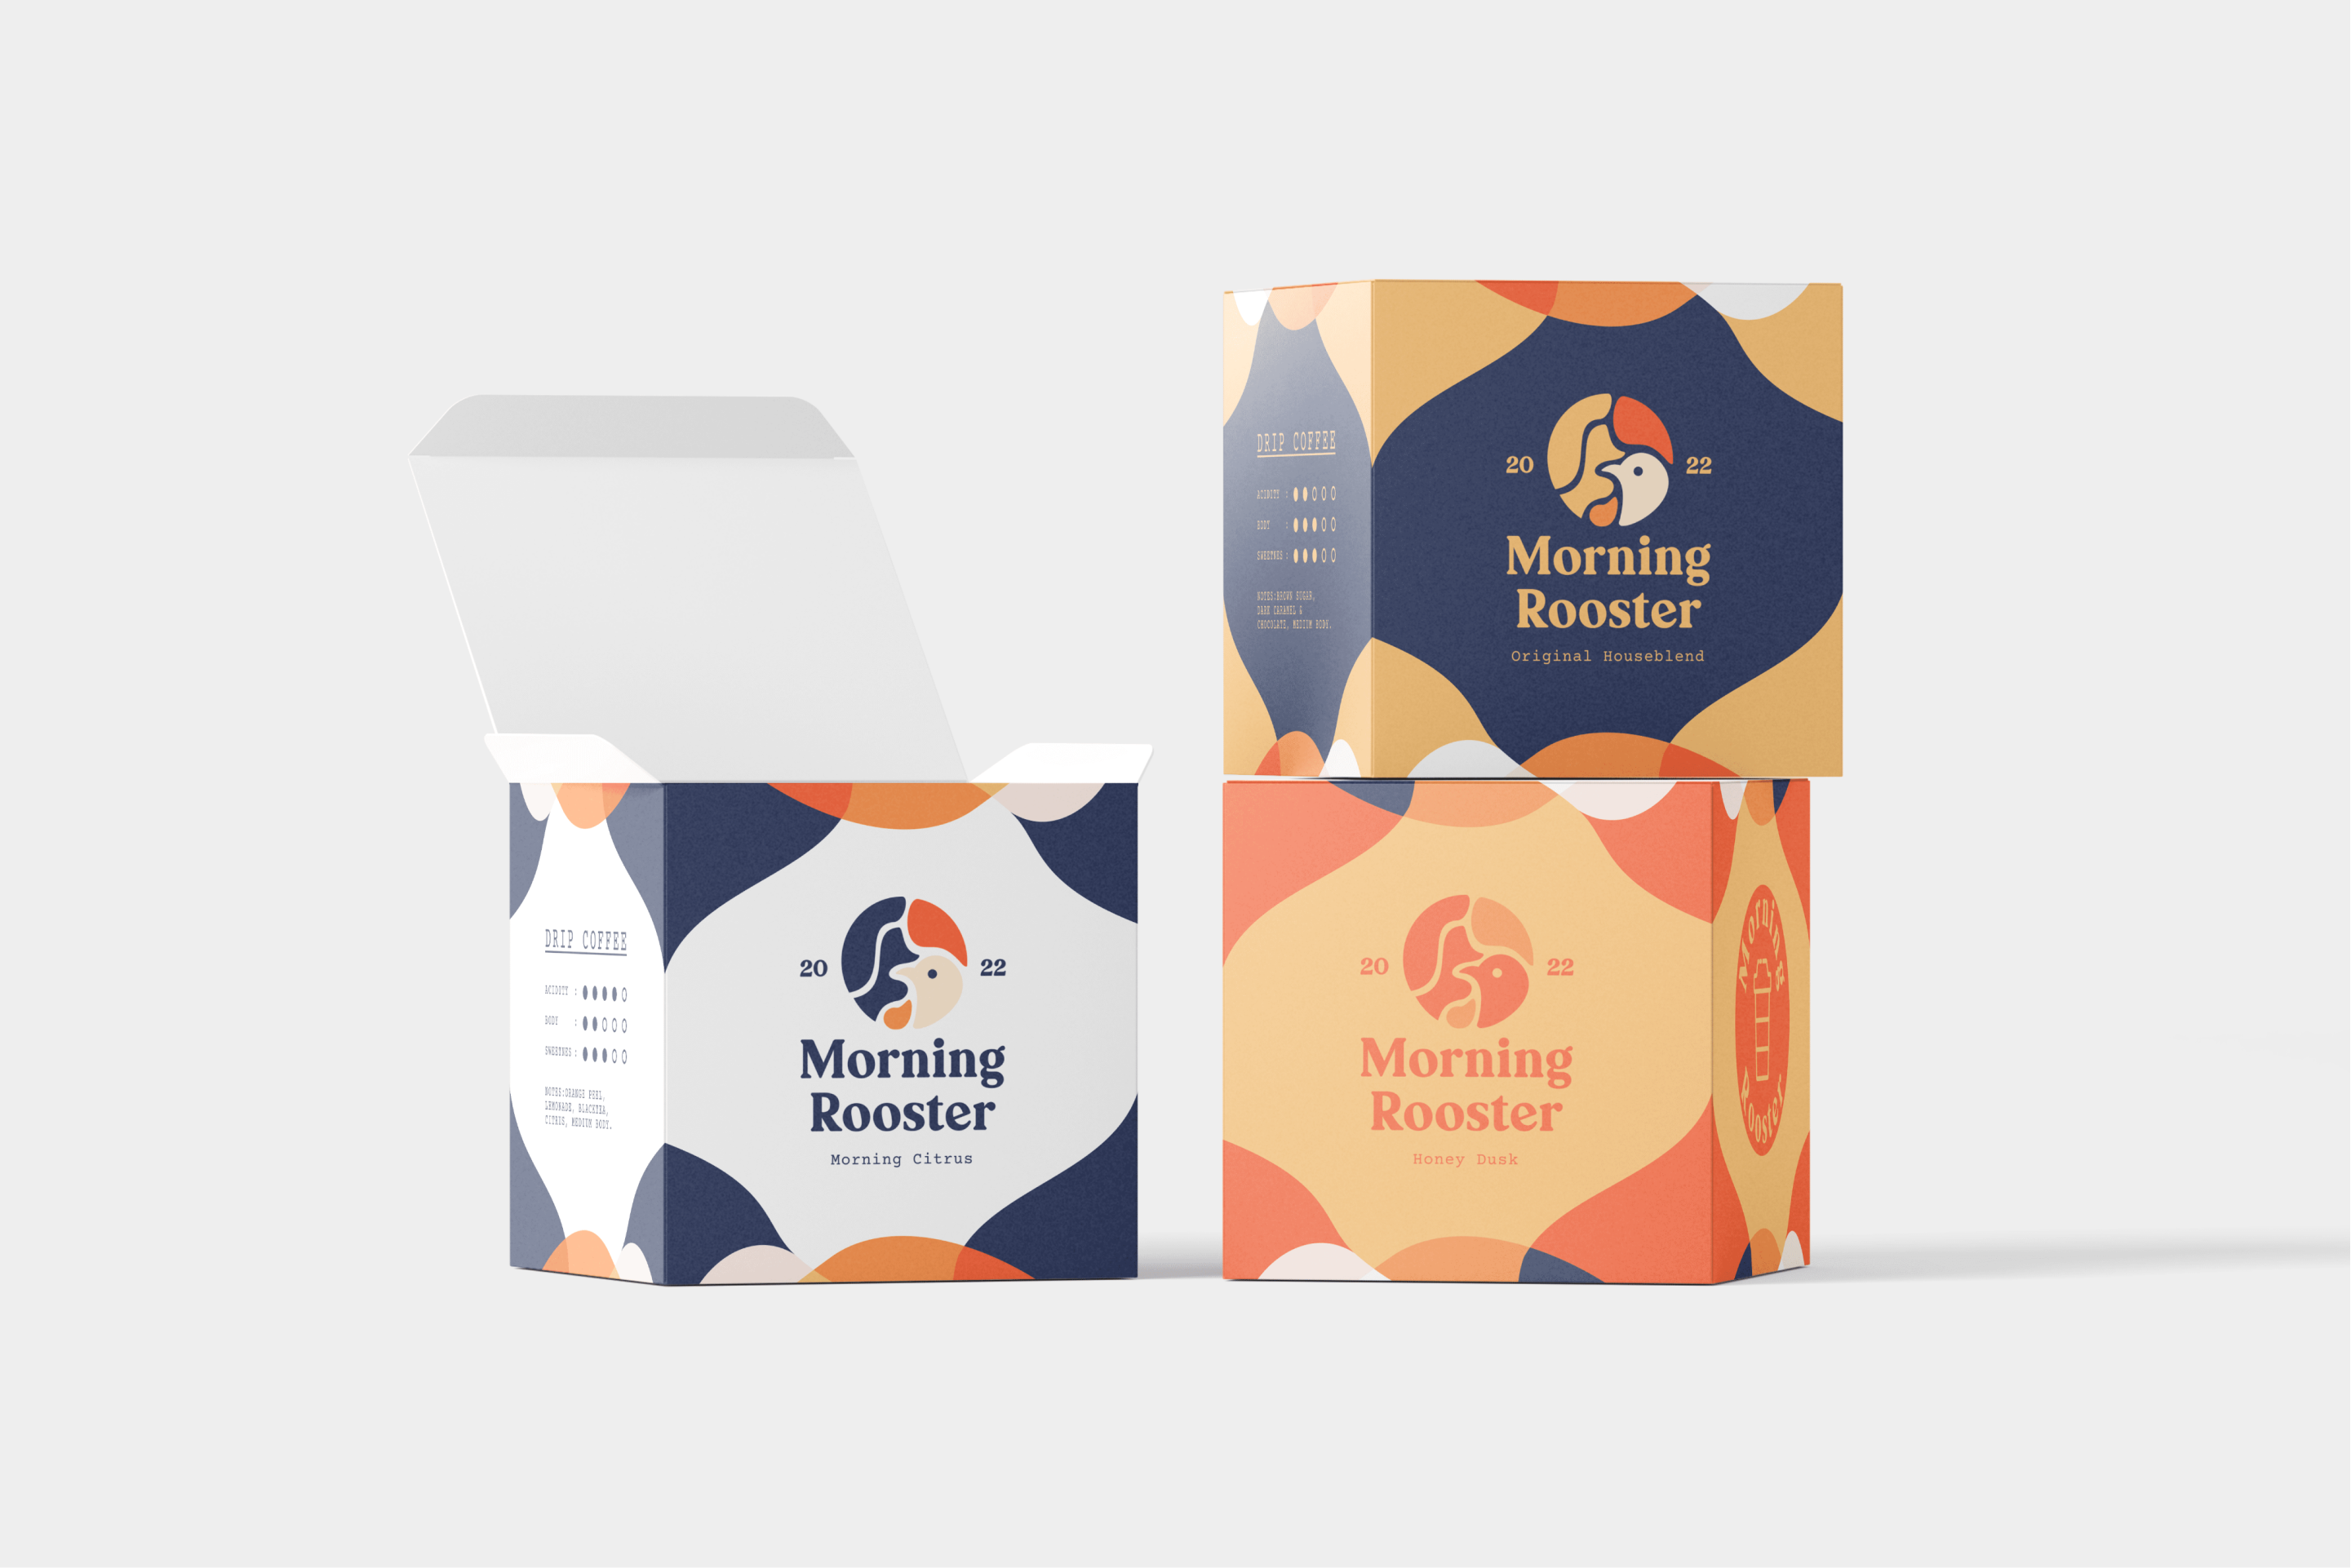 DRIP COFFEE
ACIDITY :
BODY :
SWEETNES :
NOTES:ORANGE PEEL,
LEMONADE, BLACKTEA,
CITRUS, MEDIUM BODY.
20 22
Morning
Rooster
Morning Citrus
DRIP COFFEE
ACIDITY :
BODY :
SWEETNES :
NOTES:BROWN SUGAR,
DARK CARAMEL &
CHOCOLATE, MEDIUM BODY.
20 22
Morning
Rooster
Original Houseblend
20 22
Morning
Rooster
Honey Dusk
Morning
Rooster